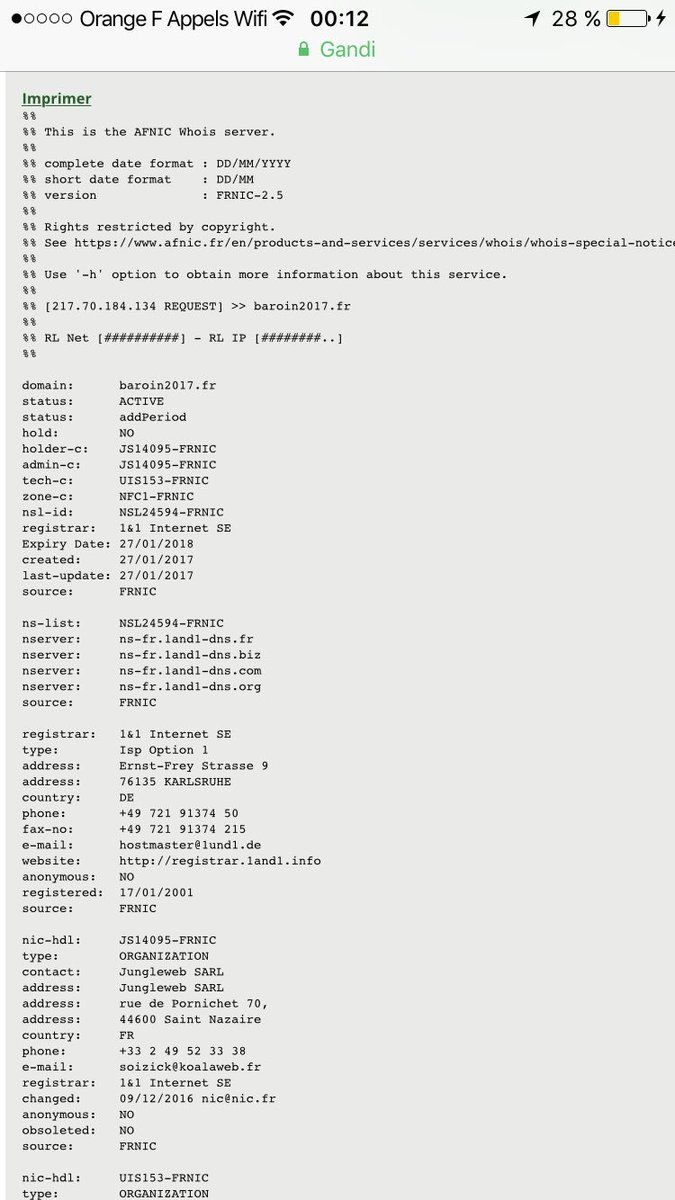 Orange F Appels Wifi 00:12 28 %
Gandi
Imprimer
%%
%% This is the AFNIC Whois server.
%%
%% complete date format : DD/MM/YYYY
%% short date format    : DD/MM
%% version              : FRNIC-2.5
%%
%% Rights restricted by copyright.
%% See https://www.afnic.fr/en/products-and-services/services/whois/whois-special-notice
%%
%% Use '-h' option to obtain more information about this service.
%%
%% [217.70.184.134 REQUEST] >> baroin2017.fr
%%
%% RL Net [##########] - RL IP [########..]
%%
domain:      baroin2017.fr
status:      ACTIVE
status:      addPeriod
hold:        NO
holder-c:    JS14095-FRNIC
admin-c:     JS14095-FRNIC
tech-c:      UIS153-FRNIC
zone-c:      NFC1-FRNIC
nsl-id:      NSL24594-FRNIC
registrar:   1&1 Internet SE
Expiry Date: 27/01/2018
created:     27/01/2017
last-update: 27/01/2017
source:      FRNIC
ns-list:     NSL24594-FRNIC
nserver:     ns-fr.1and1-dns.fr
nserver:     ns-fr.1and1-dns.biz
nserver:     ns-fr.1and1-dns.com
nserver:     ns-fr.1and1-dns.org
source:      FRNIC
registrar:   1&1 Internet SE
type:        Isp Option 1
address:     Ernst-Frey Strasse 9
address:     76135 KARLSRUHE
country:     DE
phone:       +49 721 91374 50
fax-no:      +49 721 91374 215
e-mail:      hostmaster@1und1.de
website:     http://registrar.1and1.info
anonymous:   NO
registered:  17/01/2001
source:      FRNIC
nic-hdl:     JS14095-FRNIC
type:        ORGANIZATION
contact:     Jungleweb SARL
address:     Jungleweb SARL
address:     rue de Pornichet 70,
address:     44600 Saint Nazaire
country:     FR
phone:       +33 2 49 52 33 38
e-mail:      soizick@koalaweb.fr
registrar:   1&1 Internet SE
changed:     09/12/2016 nic@nic.fr
anonymous:   NO
obsoleted:   NO
source:      FRNIC
nic-hdl:     UIS153-FRNIC
type:        ORGANIZATION